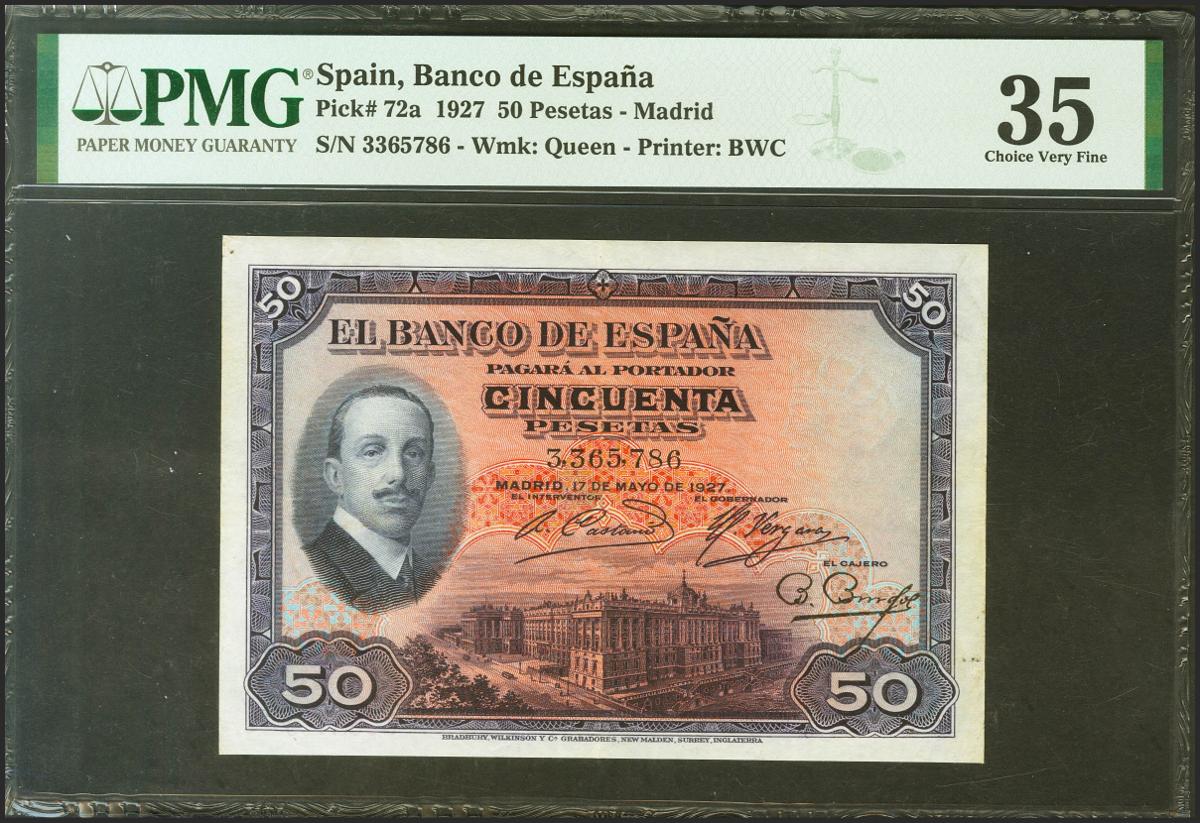 PMG®
PAPER MONEY GUARANTY
Spain, Banco de España
Pick# 72a 1927 50 Pesetas - Madrid
S/N 3365786 - Wmk: Queen - Printer: BWC
35
Choice Very Fine
50
50
EL BANCO DE ESPAÑA
PAGARÁ AL PORTADOR
CINCUENTA
PESETAS
3,365,786
MADRID, 17 DE MAYO DE 1927.
EL INTERVENTOR
EL GOBERNADOR
EL CAJERO
50
50
BRADBURY, WILKINSON Y Cª GRABADORES, NEW MALDEN, SURREY, INGLATERRA